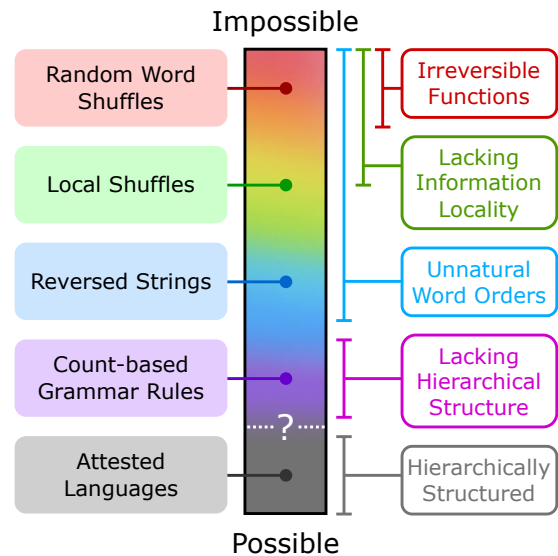 Impossible
Random Word
Shuffles
Local Shuffles
Reversed Strings
Count-based
Grammar Rules
Attested
Languages
?
Irreversible
Functions
Lacking
Information
Locality
Unnatural
Word Orders
Lacking
Hierarchical
Structure
Hierarchically
Structured
Possible